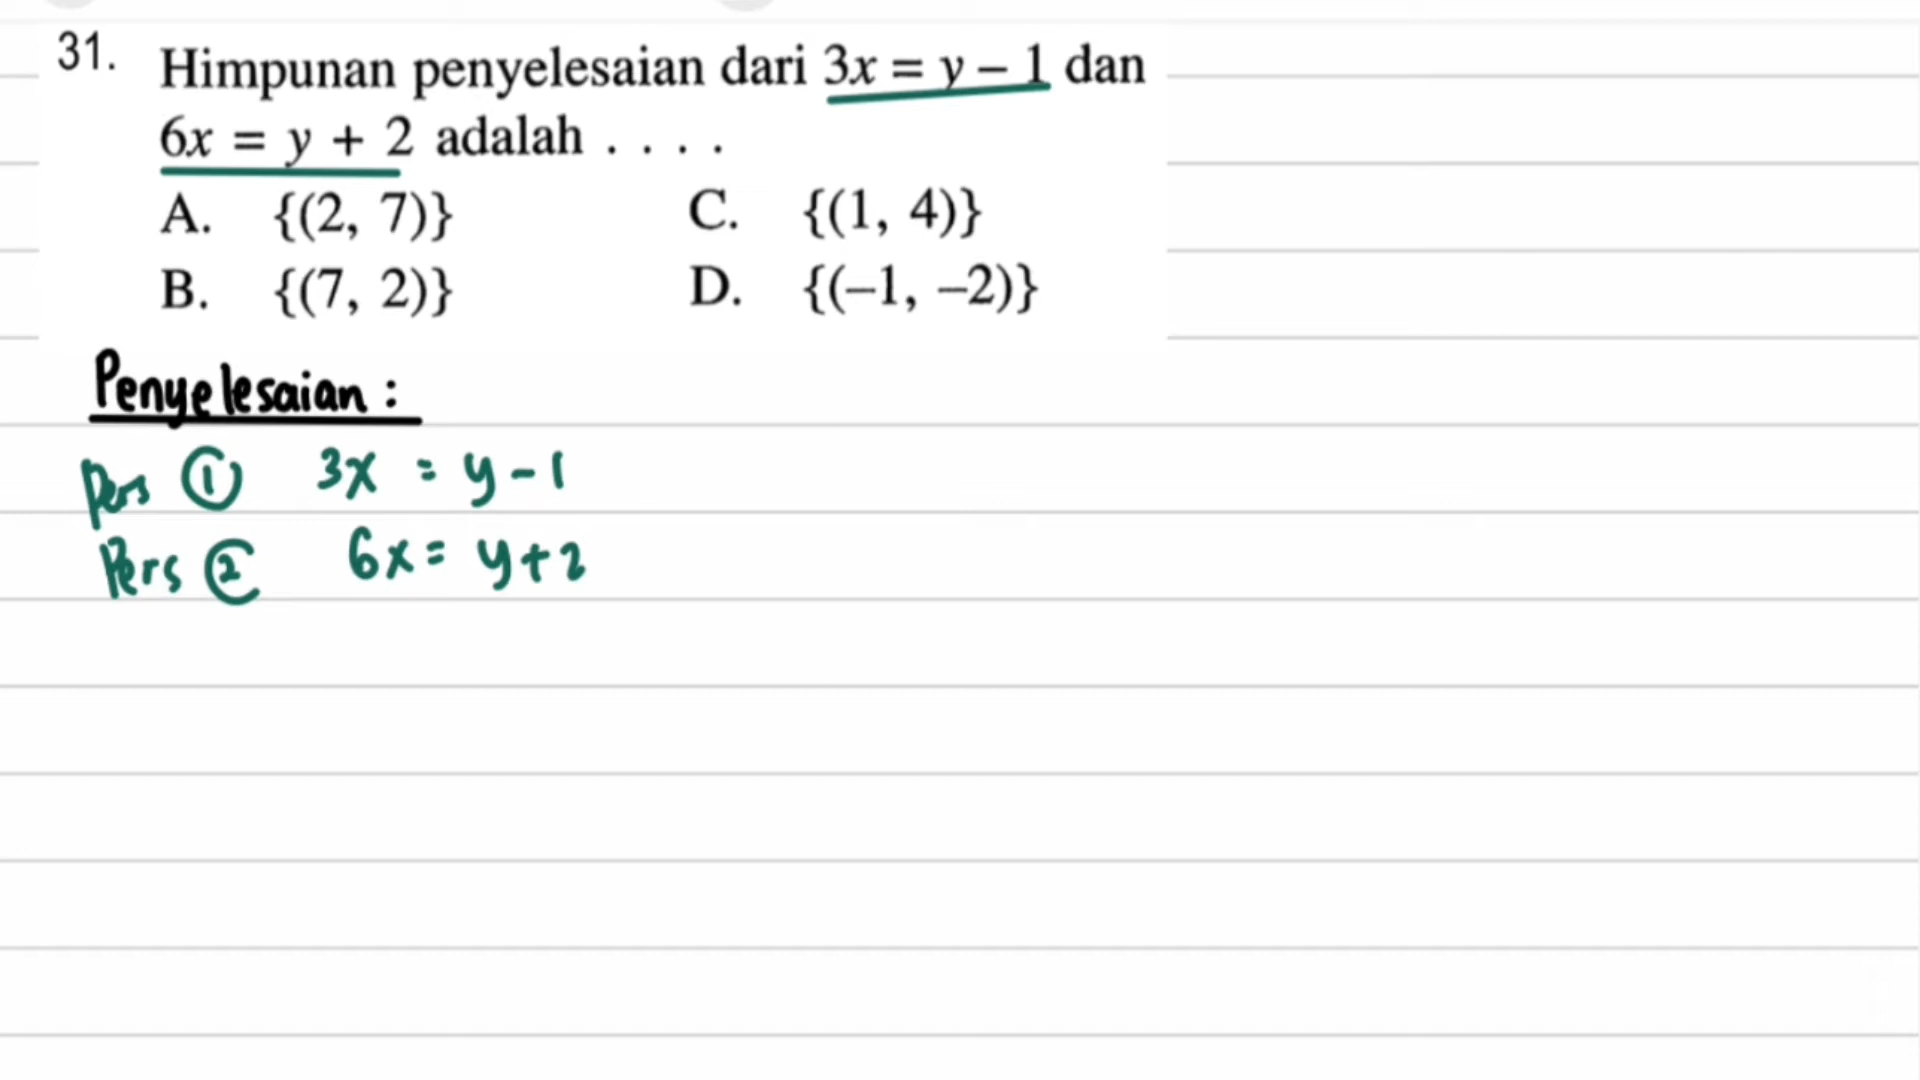 31. Himpunan penyelesaian dari 3x = y – 1 dan
6x = y + 2 adalah . . . .
A. {(2, 7)} C. {(1, 4)}
B. {(7, 2)} D. {(–1, –2)}
Penyelesaian :
Pers ① 3x = y - 1
Pers ② 6x = y + 2